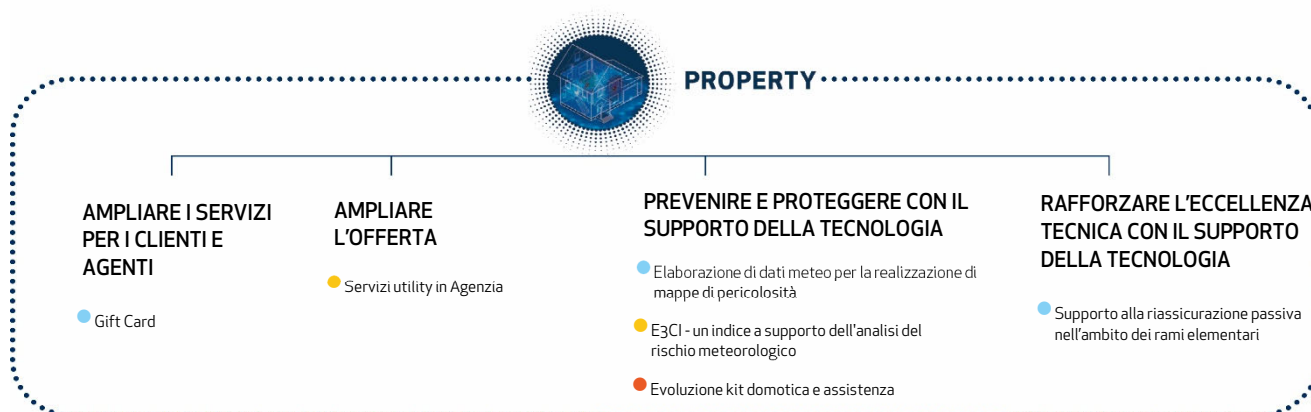 PROPERTY
AMPLIARE I SERVIZI
PER I CLIENTI E
AGENTI
Gift Card
AMPLIARE
L'OFFERTA
Servizi utility in Agenzia
PREVENIRE E PROTEGGERE CON IL
SUPPORTO DELLA TECNOLOGIA
Elaborazione di dati meteo per la realizzazione di
mappe di pericolosità
E3CI - un indice a supporto dell'analisi del
rischio meteorologico
Evoluzione kit domotica e assistenza
RAFFORZARE L'ECCELLENZA
TECNICA CON IL SUPPORTO
DELLA TECNOLOGIA
Supporto alla riassicurazione passiva
nell'ambito dei rami elementari